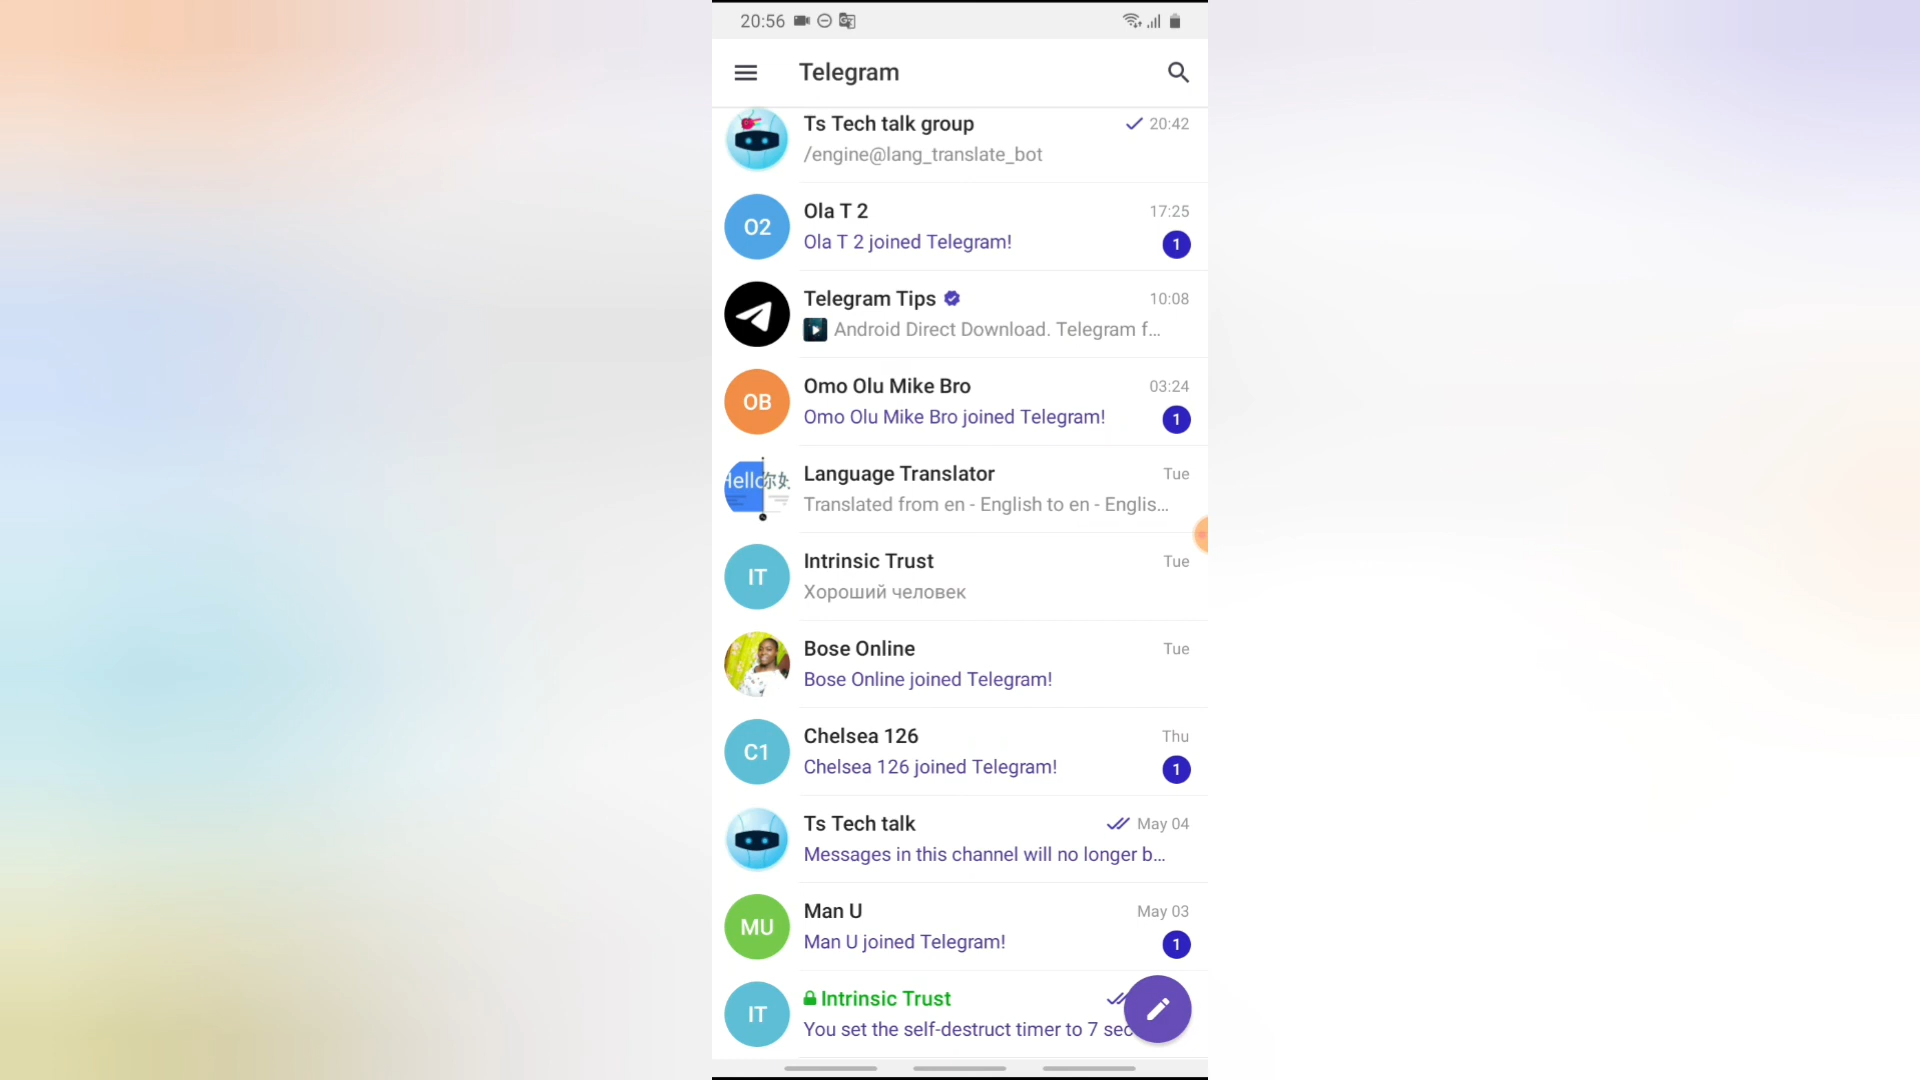 20:56
Telegram
Ts Tech talk group
20:42
/engine@lang_translate_bot
O2
Ola T 2
17:25
Ola T 2 joined Telegram!
1
Telegram Tips
10:08
Android Direct Download. Telegram f...
OB
Omo Olu Mike Bro
03:24
Omo Olu Mike Bro joined Telegram!
1
Language Translator
Tue
Translated from en - English to en - Englis...
IT
Intrinsic Trust
Tue
Хороший человек
Bose Online
Tue
Bose Online joined Telegram!
C1
Chelsea 126
Thu
Chelsea 126 joined Telegram!
1
Ts Tech talk
May 04
Messages in this channel will no longer b...
MU
Man U
May 03
Man U joined Telegram!
1
IT
Intrinsic Trust
You set the self-destruct timer to 7 sec